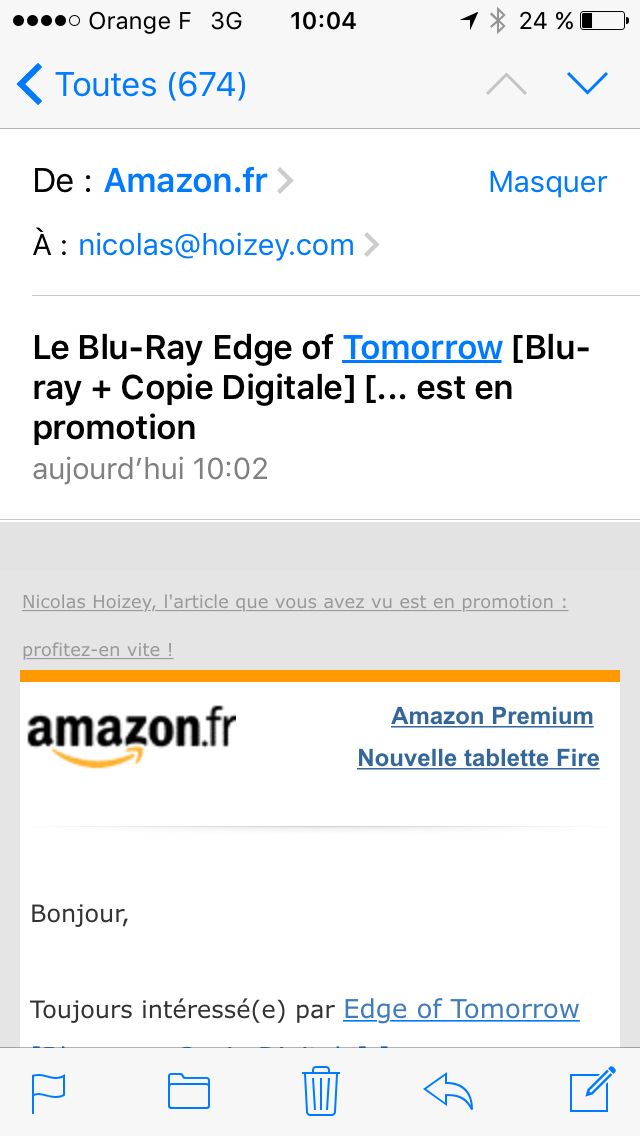 Orange F 3G 10:04 24 %
Toutes (674)
De : Amazon.fr Masquer
À : nicolas@hoizey.com
Le Blu-Ray Edge of Tomorrow [Blu-
ray + Copie Digitale] [... est en
promotion
aujourd’hui 10:02
Nicolas Hoizey, l'article que vous avez vu est en promotion :
profitez-en vite !
amazon.fr
Amazon Premium
Nouvelle tablette Fire
Bonjour,
Toujours intéressé(e) par Edge of Tomorrow